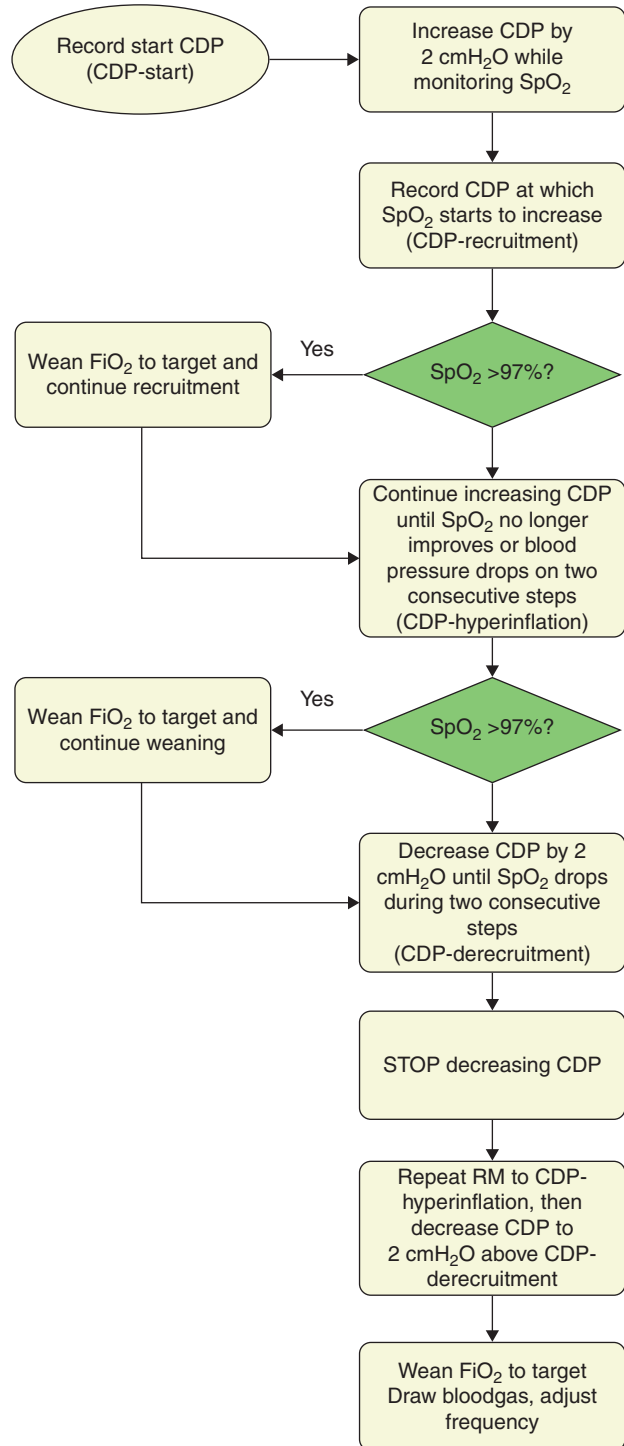 Record start CDP
(CDP-start)
Increase CDP by
2 cmH₂O while
monitoring SpO₂
Record CDP at which
SpO₂ starts to increase
(CDP-recruitment)
Wean FiO₂ to target and
continue recruitment
Yes
SpO₂ >97%?
Continue increasing CDP
until SpO₂ no longer
improves or blood
pressure drops on two
consecutive steps
(CDP-hyperinflation)
Wean FiO₂ to target and
continue weaning
Yes
SpO₂ >97%?
Decrease CDP by 2
cmH₂O until SpO₂ drops
during two consecutive
steps
(CDP-derecruitment)
STOP decreasing CDP
Repeat RM to CDP-
hyperinflation, then
decrease CDP to
2 cmH₂O above CDP-
derecruitment
Wean FiO₂ to target
Draw bloodgas, adjust
frequency